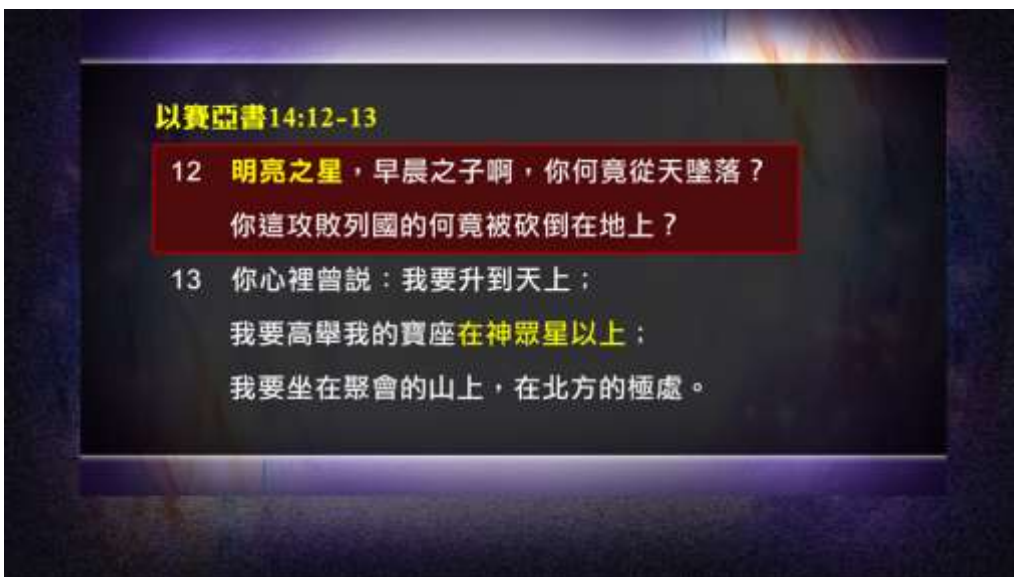 以賽亞書14:12-13
12 明亮之星，早晨之子啊，你何竟從天墜落？
你這攻敗列國的何竟被砍倒在地上？
13 你心裡曾說：我要升到天上；
我要高舉我的寶座在神眾星以上；
我要坐在聚會的山上，在北方的極處。